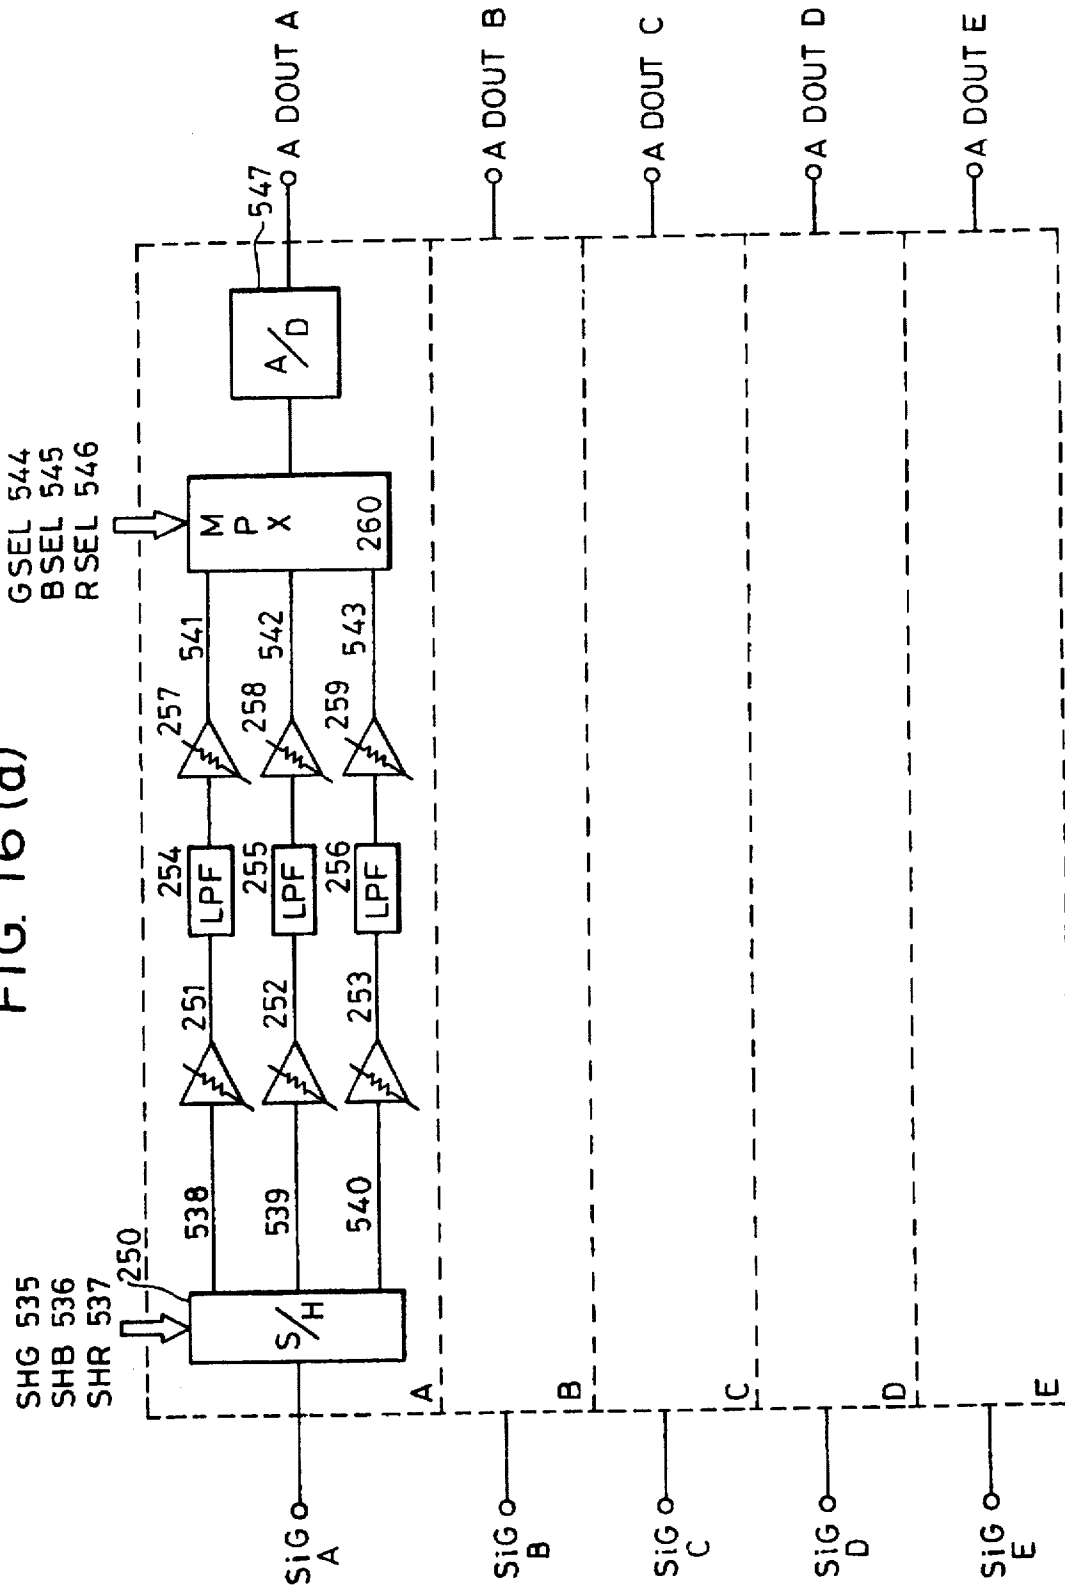 FIG. 16 (a)
SHG 535
SHB 536
SHR 537
250
GSEL 544
BSEL 545
RSEL 546
SiG
A
S/H
538
539
540
251
252
253
254
LPF
255
LPF
256
LPF
257
258
259
541
542
543
MPX
260
A/D
547
A DOUT A
A
SiG
B
B
A DOUT B
SiG
C
C
A DOUT C
SiG
D
D
A DOUT D
SiG
E
E
A DOUT E